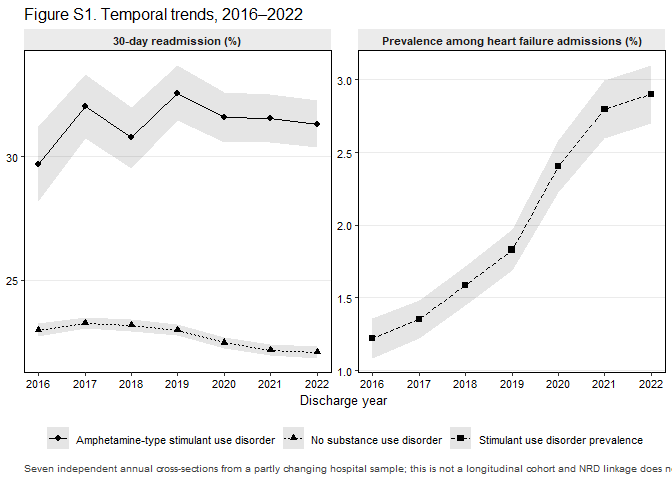 Figure S1. Temporal trends, 2016–2022
30-day readmission (%)
Prevalence among heart failure admissions (%)
30
25
3.0
2.5
2.0
1.5
1.0
2016 2017 2018 2019 2020 2021 2022
2016 2017 2018 2019 2020 2021 2022
Discharge year
Amphetamine-type stimulant use disorder
No substance use disorder
Stimulant use disorder prevalence
Seven independent annual cross-sections from a partly changing hospital sample; this is not a longitudinal cohort and NRD linkage does